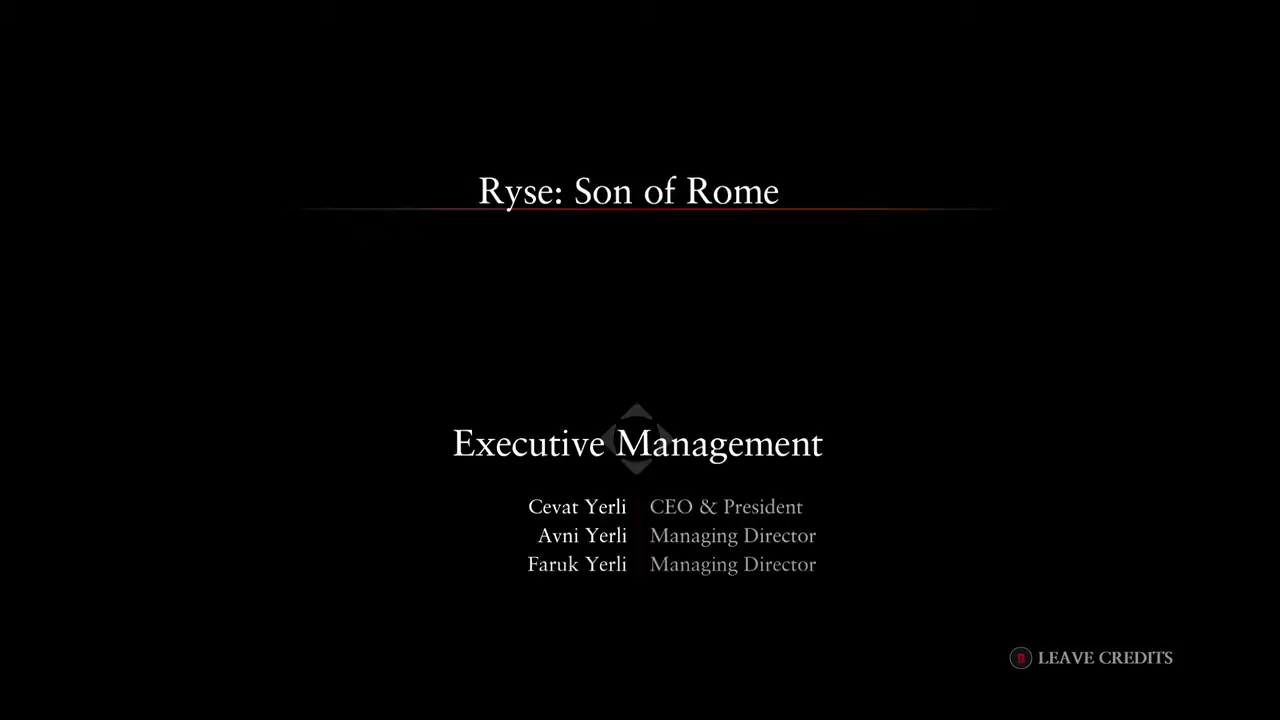 Ryse: Son of Rome
Executive Management
Cevat Yerli CEO & President
Avni Yerli Managing Director
Faruk Yerli Managing Director
B LEAVE CREDITS